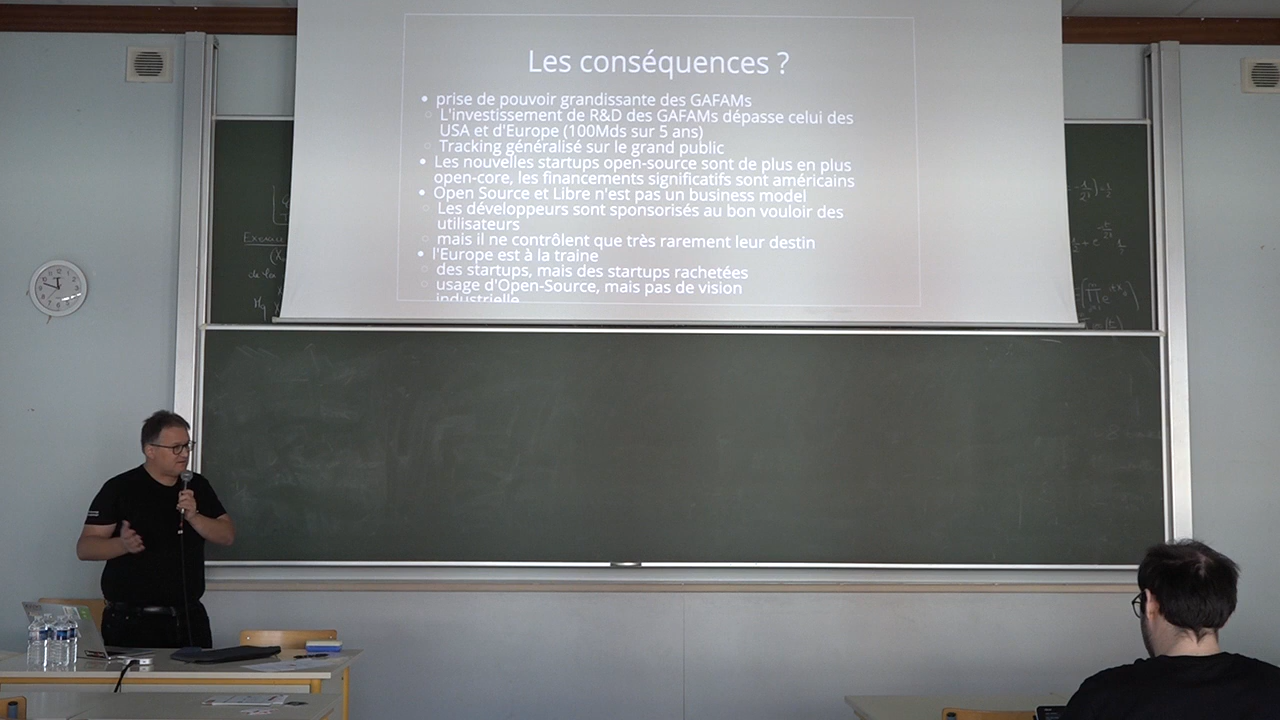 Les conséquences ?
prise de pouvoir grandissante des GAFAMs
L'investissement de R&D des GAFAMs dépasse celui des
USA et d'Europe (100Mds sur 5 ans)
Tracking généralisé sur le grand public
Les nouvelles startups open-source sont de plus en plus
open-core, les financements significatifs sont américains
Open Source et Libre n'est pas un business model
Les développeurs sont sponsorisés au bon vouloir des
utilisateurs
mais il ne contrôlent que très rarement leur destin
l'Europe est à la traine
des startups, mais des startups rachetées
usage d'Open-Source, mais pas de vision
industrielle